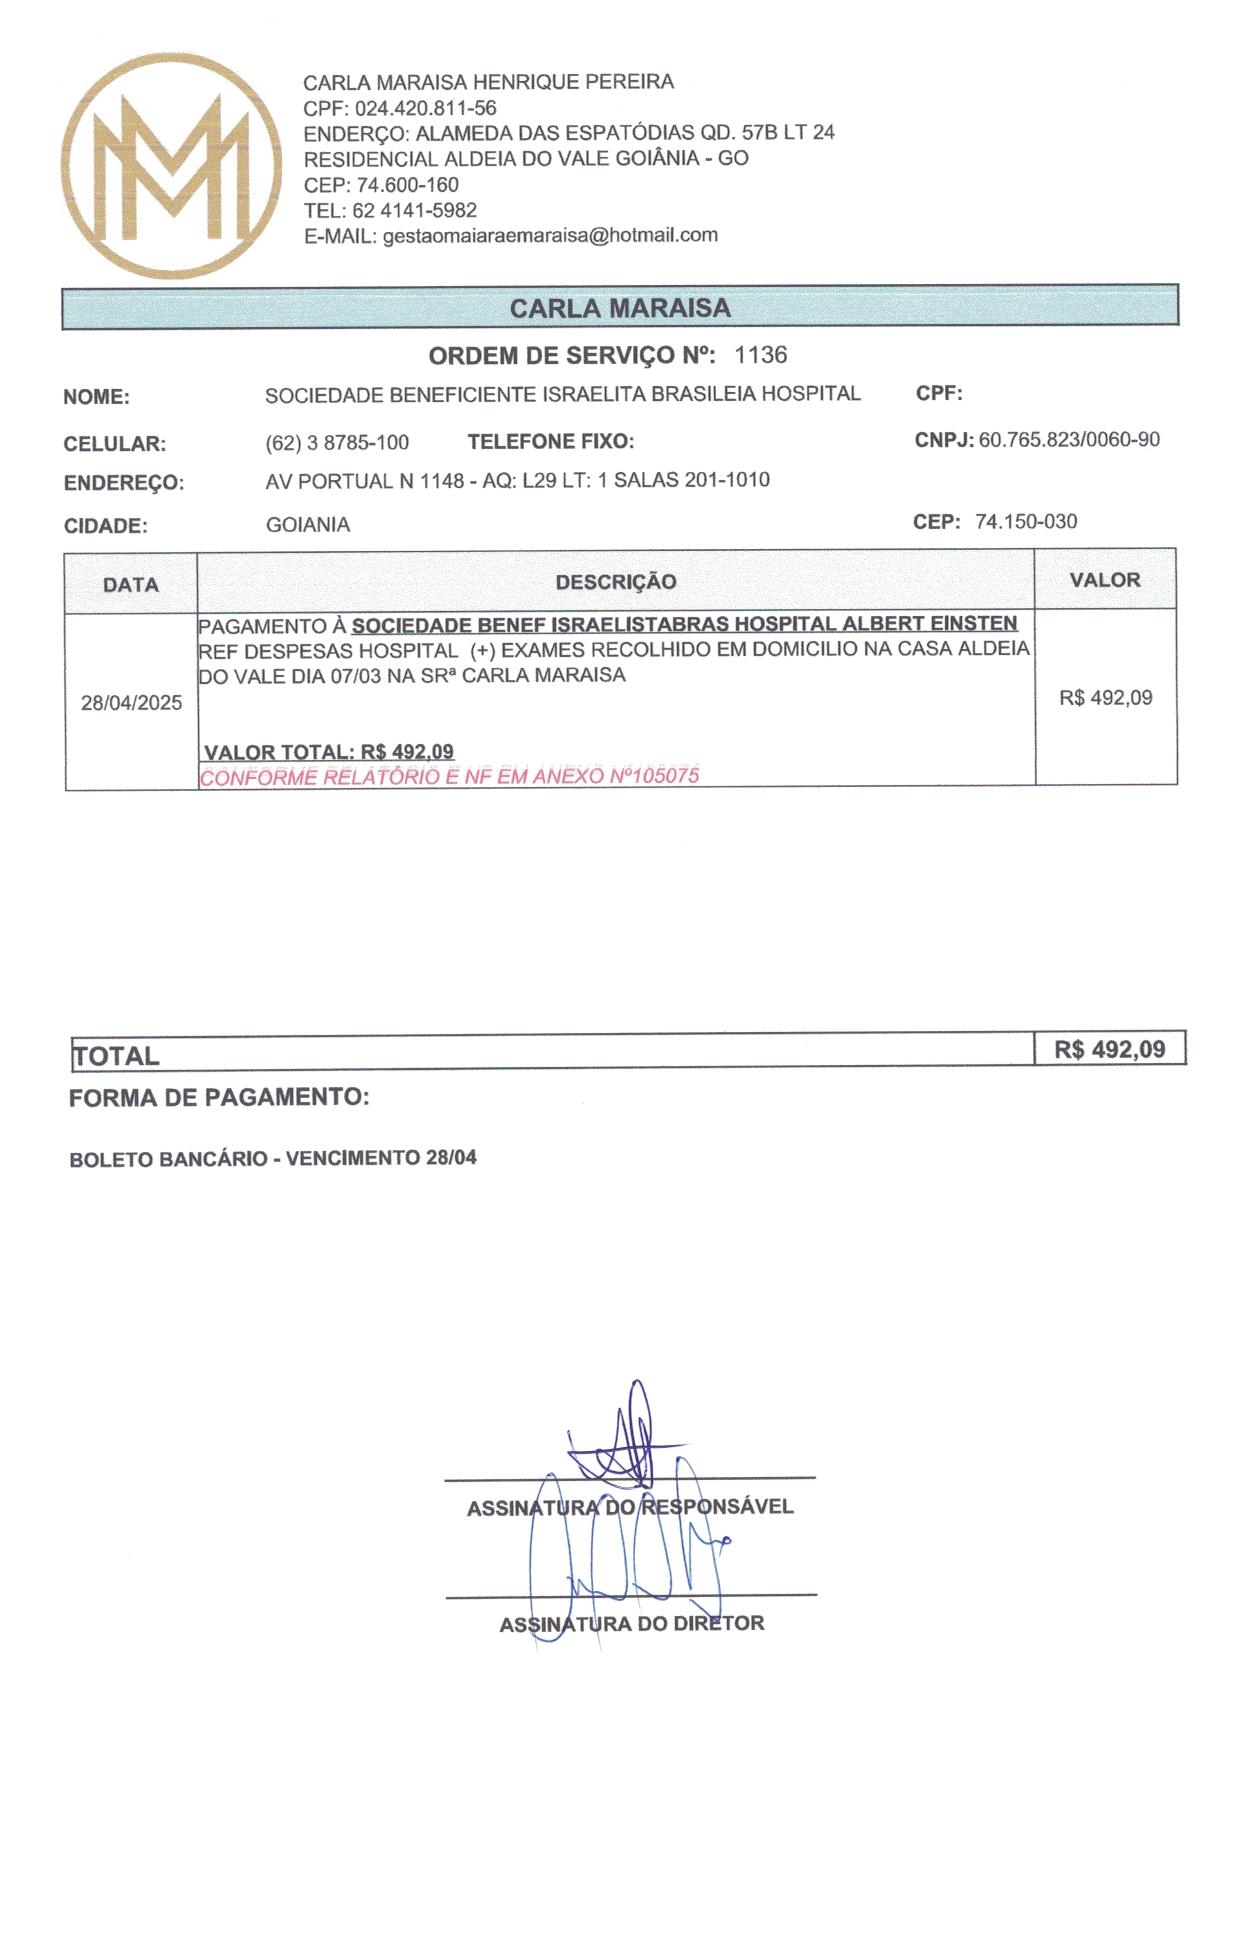 CARLA MARAISA HENRIQUE PEREIRA
CPF: 024.420.811-56
ENDERÇO: ALAMEDA DAS ESPATÓDIAS QD. 57B LT 24
RESIDENCIAL ALDEIA DO VALE GOIÂNIA - GO
CEP: 74.600-160
TEL: 62 4141-5982
E-MAIL: gestaomaiaraemaraisa@hotmail.com
CARLA MARAISA
ORDEM DE SERVIÇO Nº: 1136
NOME: SOCIEDADE BENEFICIENTE ISRAELITA BRASILEIA HOSPITAL CPF:
CELULAR: (62) 3 8785-100 TELEFONE FIXO: CNPJ: 60.765.823/0060-90
ENDEREÇO: AV PORTUAL N 1148 - AQ: L29 LT: 1 SALAS 201-1010
CIDADE: GOIANIA CEP: 74.150-030
DATA DESCRIÇÃO VALOR
PAGAMENTO À SOCIEDADE BENEF ISRAELISTABRAS HOSPITAL ALBERT EINSTEN
REF DESPESAS HOSPITAL (+) EXAMES RECOLHIDO EM DOMICILIO NA CASA ALDEIA
DO VALE DIA 07/03 NA SRª CARLA MARAISA
28/04/2025 R$ 492,09
VALOR TOTAL: R$ 492,09
CONFORME RELATÓRIO E NF EM ANEXO Nº105075
TOTAL R$ 492,09
FORMA DE PAGAMENTO:
BOLETO BANCÁRIO - VENCIMENTO 28/04
ASSINATURA DO RESPONSÁVEL
ASSINATURA DO DIRETOR